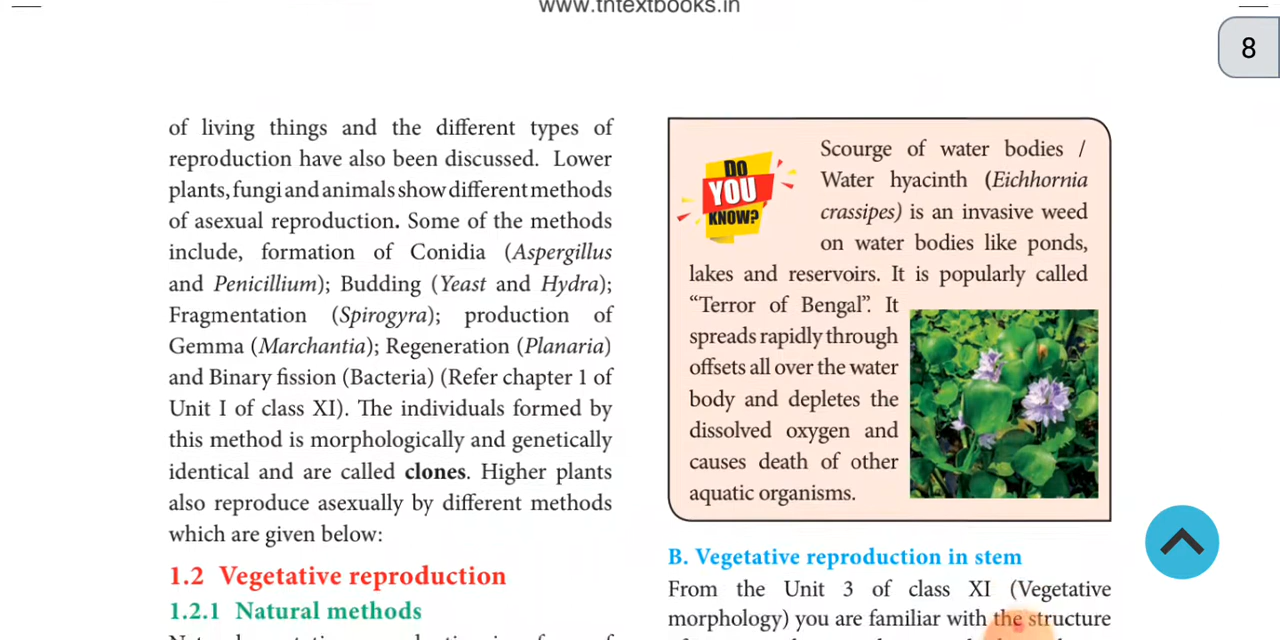 www.tntextbooks.in
8
of living things and the different types of
reproduction have also been discussed. Lower
plants, fungi and animals show different methods
of asexual reproduction. Some of the methods
include, formation of Conidia (Aspergillus
and Penicillium); Budding (Yeast and Hydra);
Fragmentation (Spirogyra); production of
Gemma (Marchantia); Regeneration (Planaria)
and Binary fission (Bacteria) (Refer chapter 1 of
Unit I of class XI). The individuals formed by
this method is morphologically and genetically
identical and are called clones. Higher plants
also reproduce asexually by different methods
which are given below:
1.2 Vegetative reproduction
1.2.1 Natural methods
DO
YOU
KNOW?
Scourge of water bodies /
Water hyacinth (Eichhornia
crassipes) is an invasive weed
on water bodies like ponds,
lakes and reservoirs. It is popularly called
“Terror of Bengal”. It
spreads rapidly through
offsets all over the water
body and depletes the
dissolved oxygen and
causes death of other
aquatic organisms.
B. Vegetative reproduction in stem
From the Unit 3 of class XI (Vegetative
morphology) you are familiar with the structure